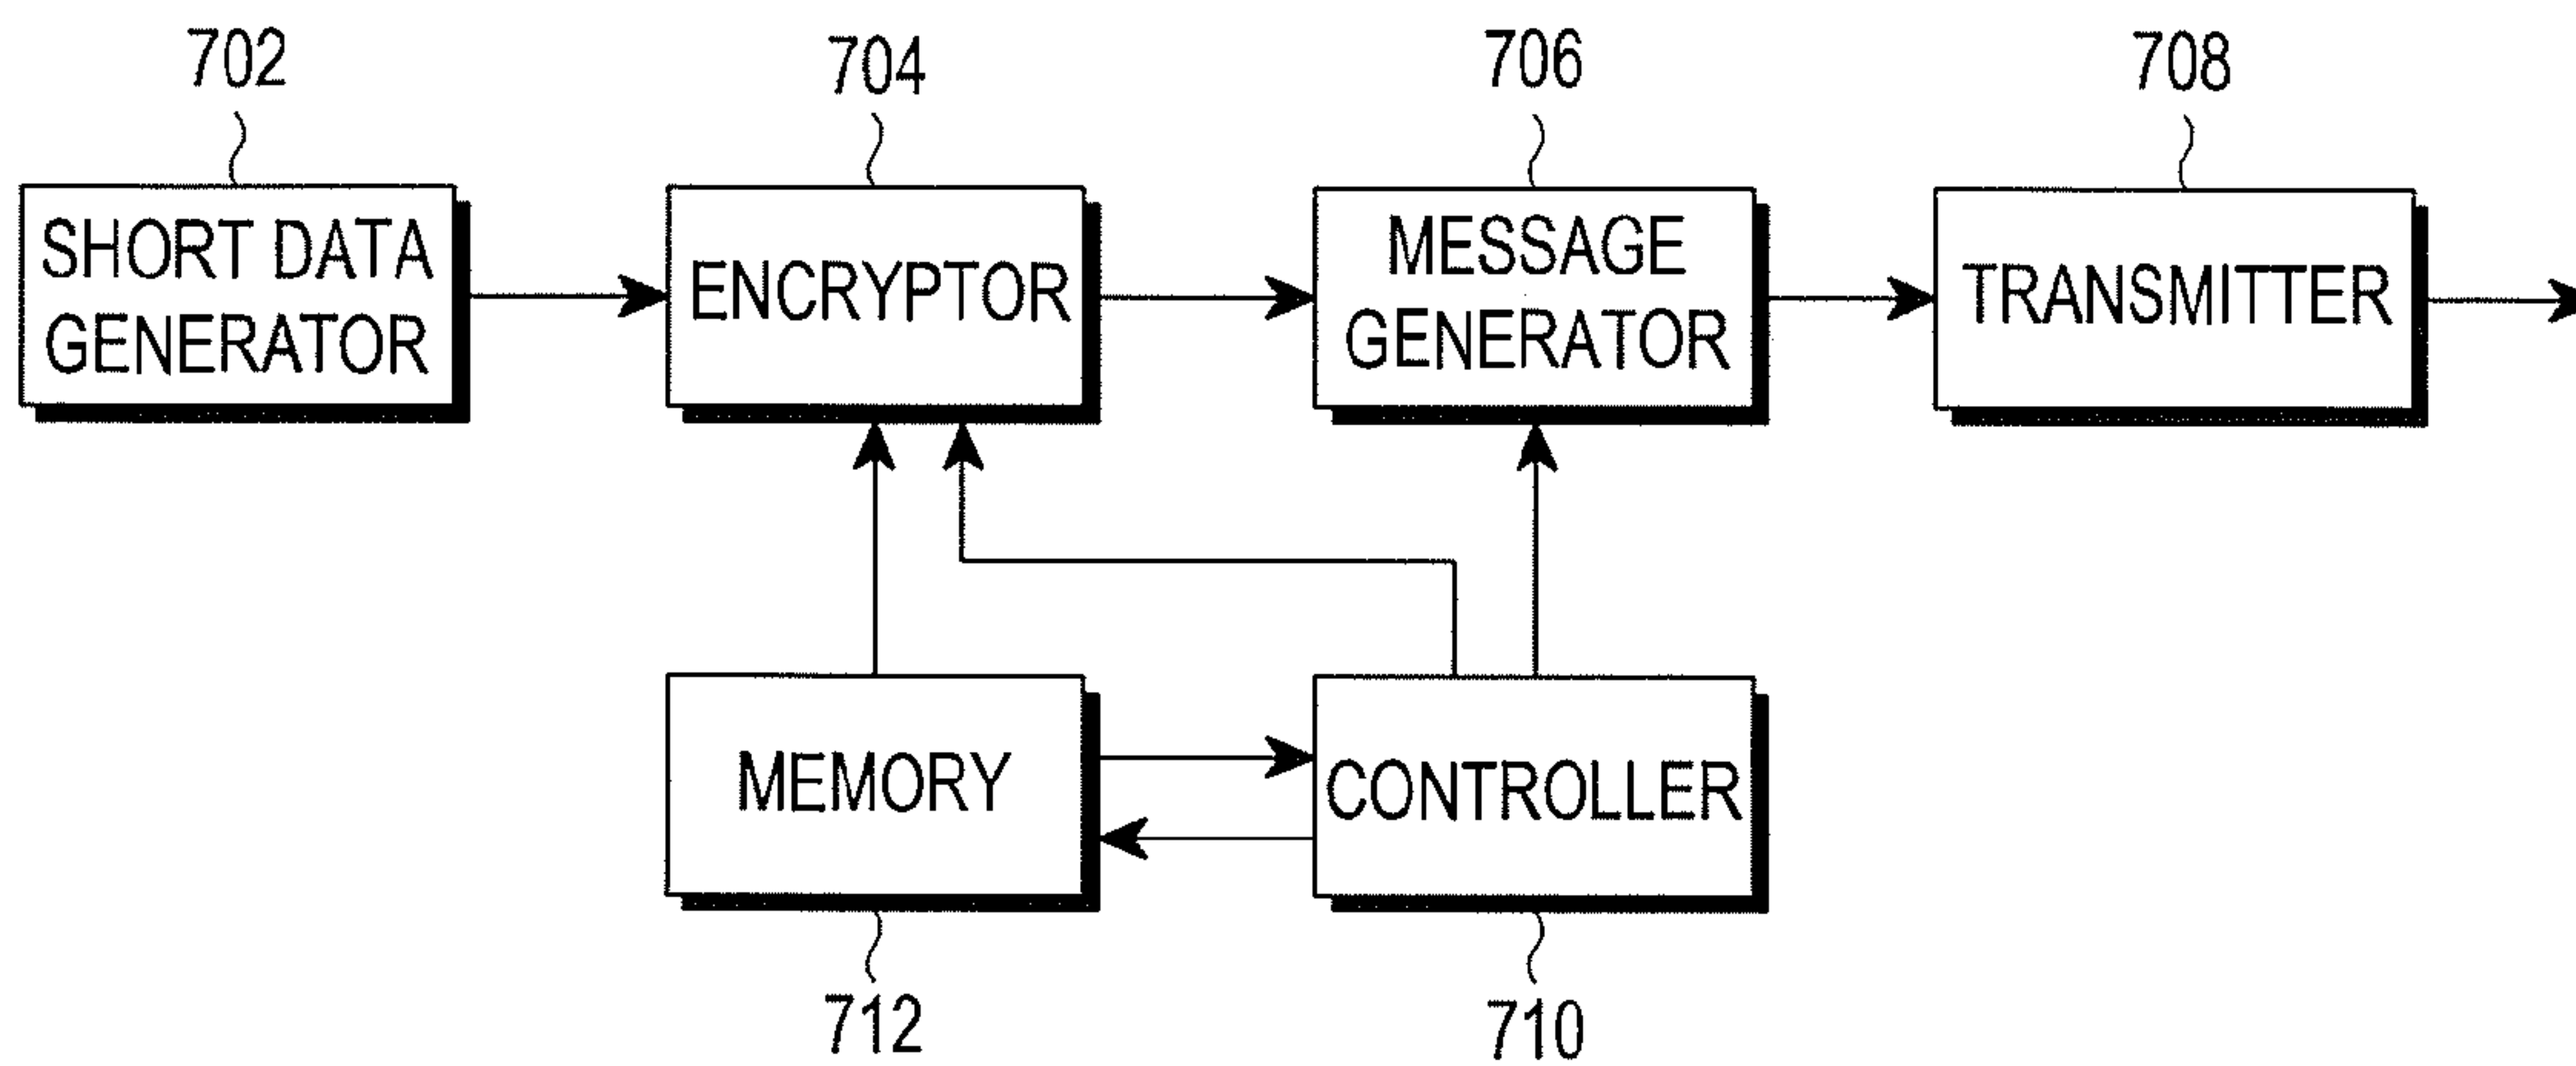 702
704
706
708
SHORT DATA
GENERATOR
ENCRYPTOR
MESSAGE
GENERATOR
TRANSMITTER
MEMORY
CONTROLLER
712
710